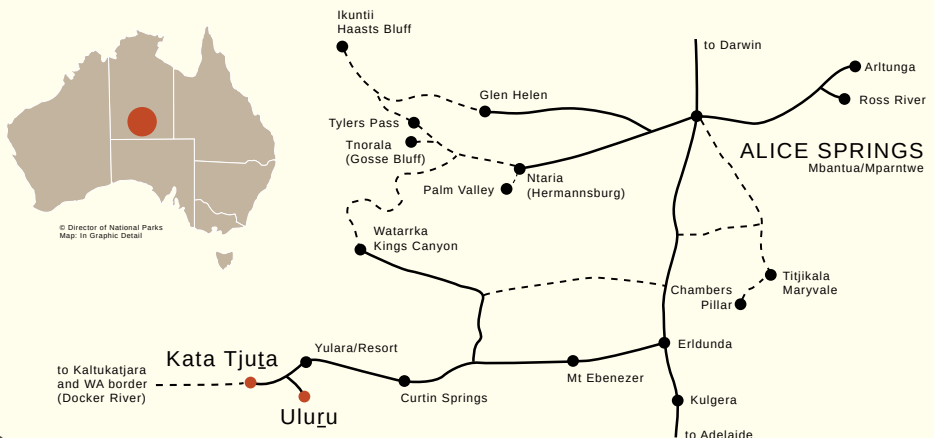 Ikuntii
Haasts Bluff
to Darwin
Arltunga
Glen Helen
Ross River
Tylers Pass
Tnorala
(Gosse Bluff)
ALICE SPRINGS
Mbantua/Mparntwe
Ntaria
(Hermannsburg)
Palm Valley
© Director of National Parks
Map: In Graphic Detail
Watarrka
Kings Canyon
Titjikala
Maryvale
Chambers
Pillar
Yulara/Resort
Erldunda
Kata Tjuṯa
to Kaltukatjara
and WA border
(Docker River)
Mt Ebenezer
Curtin Springs
Kulgera
Uluṟu
to Adelaide